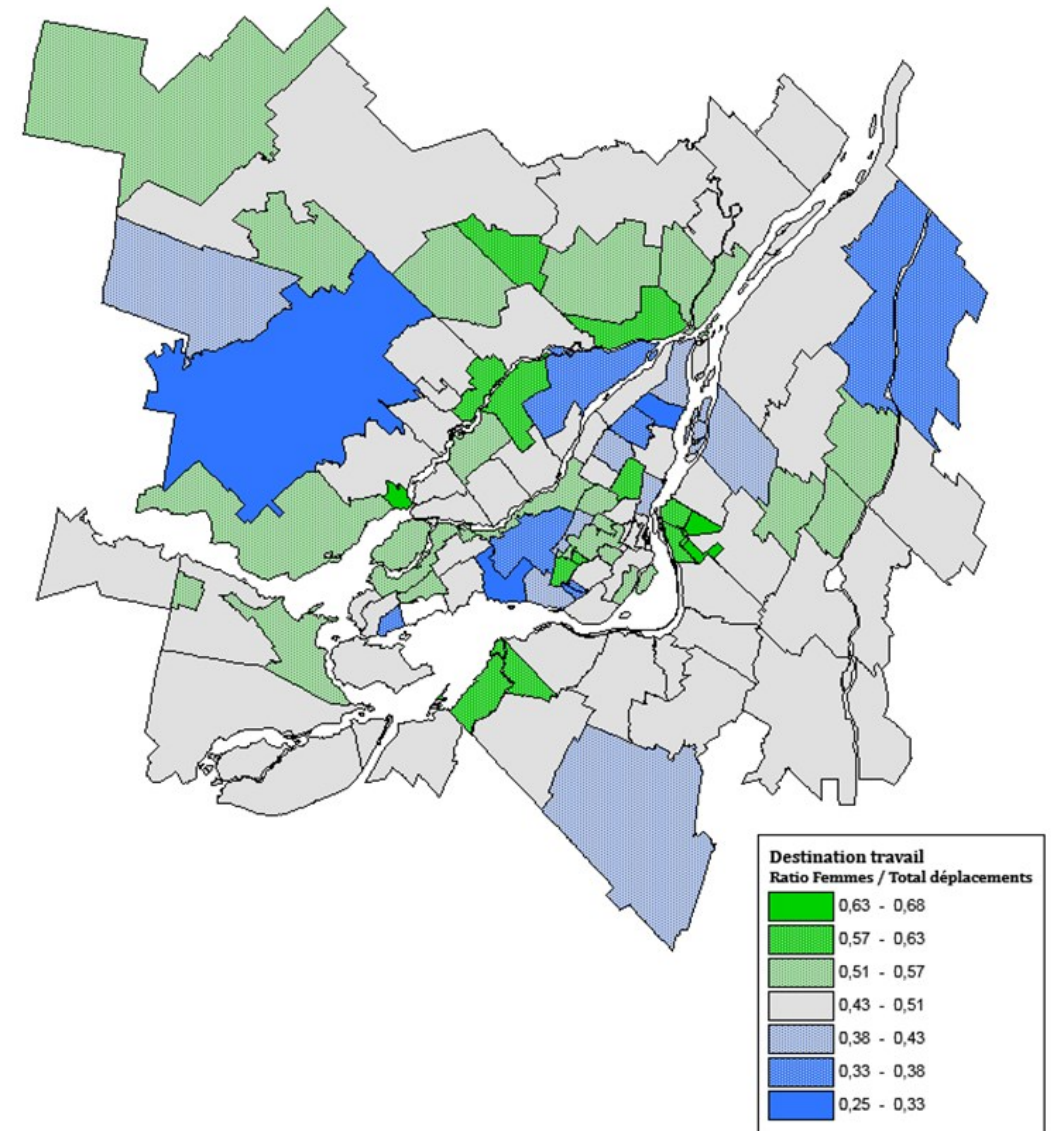 Destination travail
Ratio Femmes / Total déplacements
0,63 - 0,68
0,57 - 0,63
0,51 - 0,57
0,43 - 0,51
0,38 - 0,43
0,33 - 0,38
0,25 - 0,33